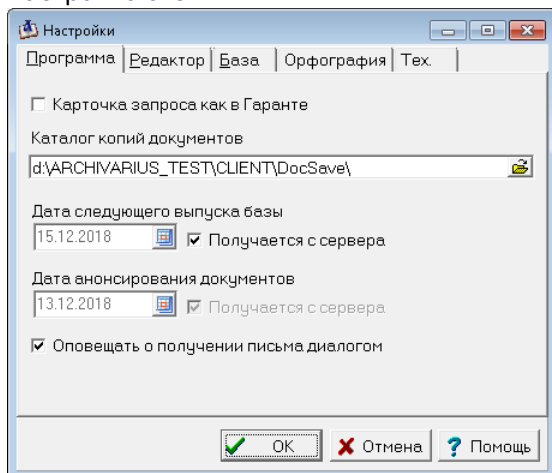 Настройки
Программа Редактор База Орфография Тех.
Карточка запроса как в Гаранте
Каталог копий документов
d:\ARCHIVARIUS_TEST\CLIENT\DocSave\
Дата следующего выпуска базы
15.12.2018 Получается с сервера
Дата анонсирования документов
13.12.2018 Получается с сервера
Оповещать о получении письма диалогом
OK Отмена Помощь